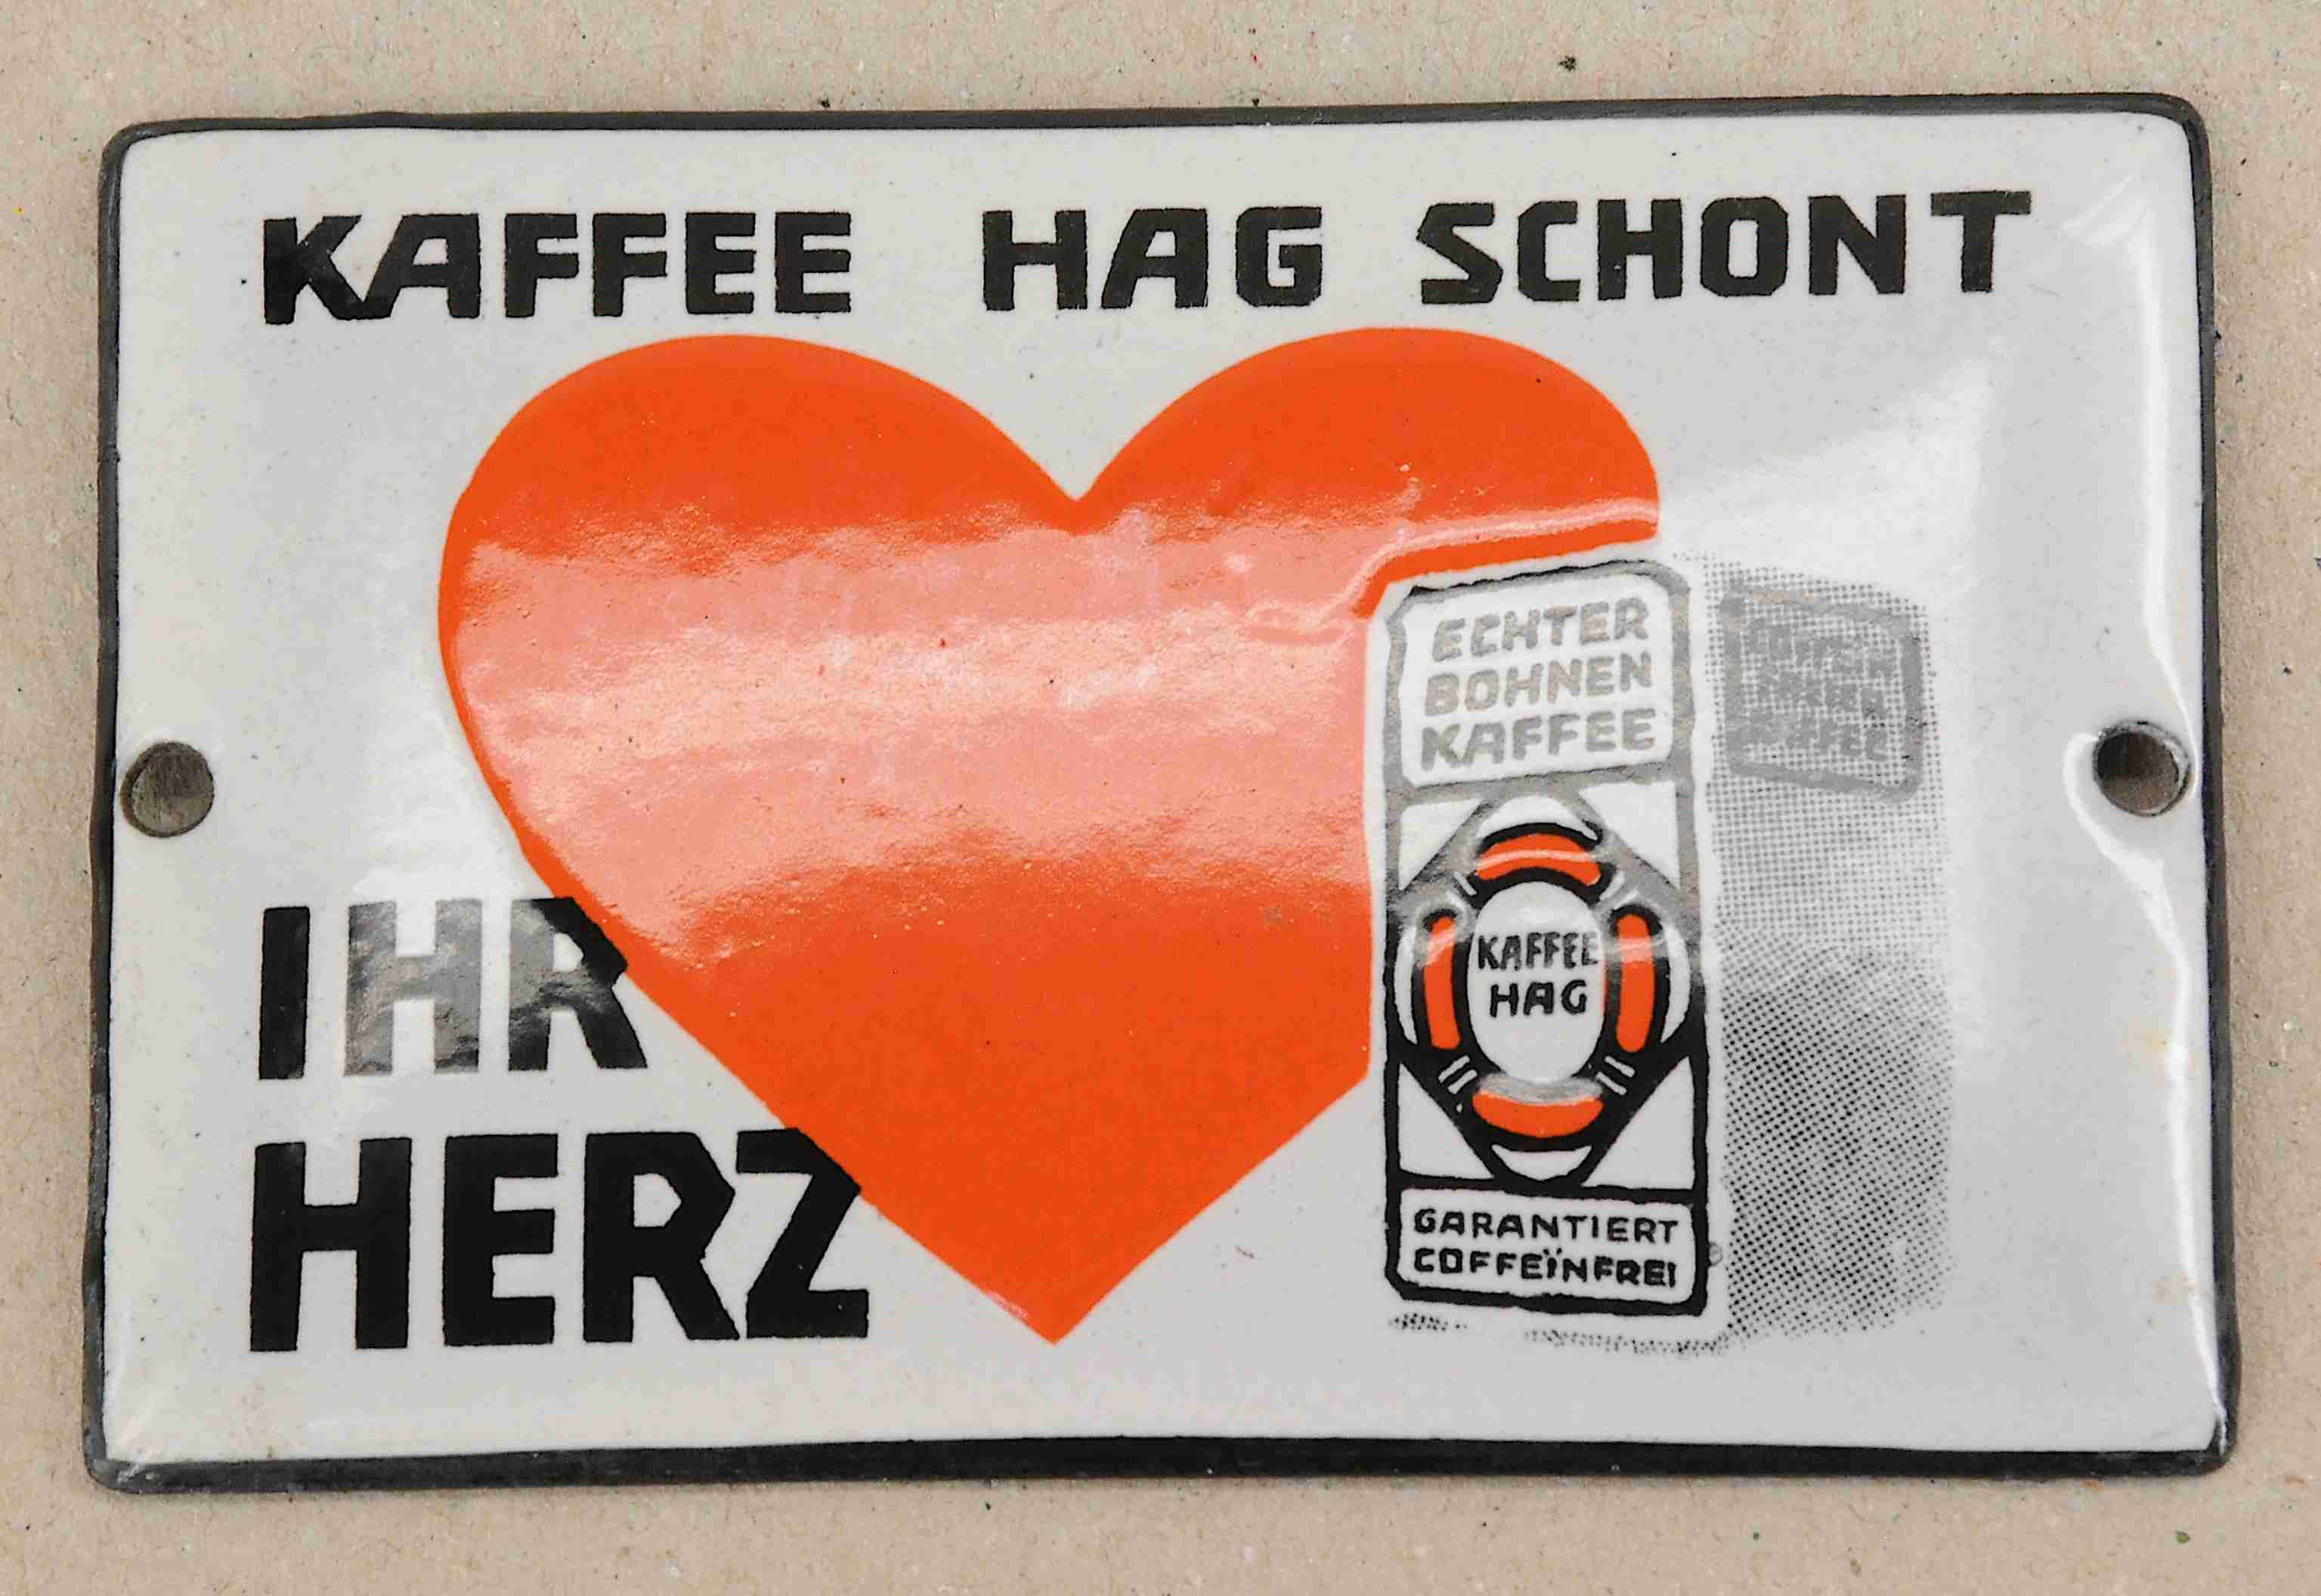 KAFFEE HAG SCHONT
IHR
HERZ
ECHTER
BOHNEN
KAFFEE
KAFFEE
HAG
GARANTIERT
COFFEÏNFREI